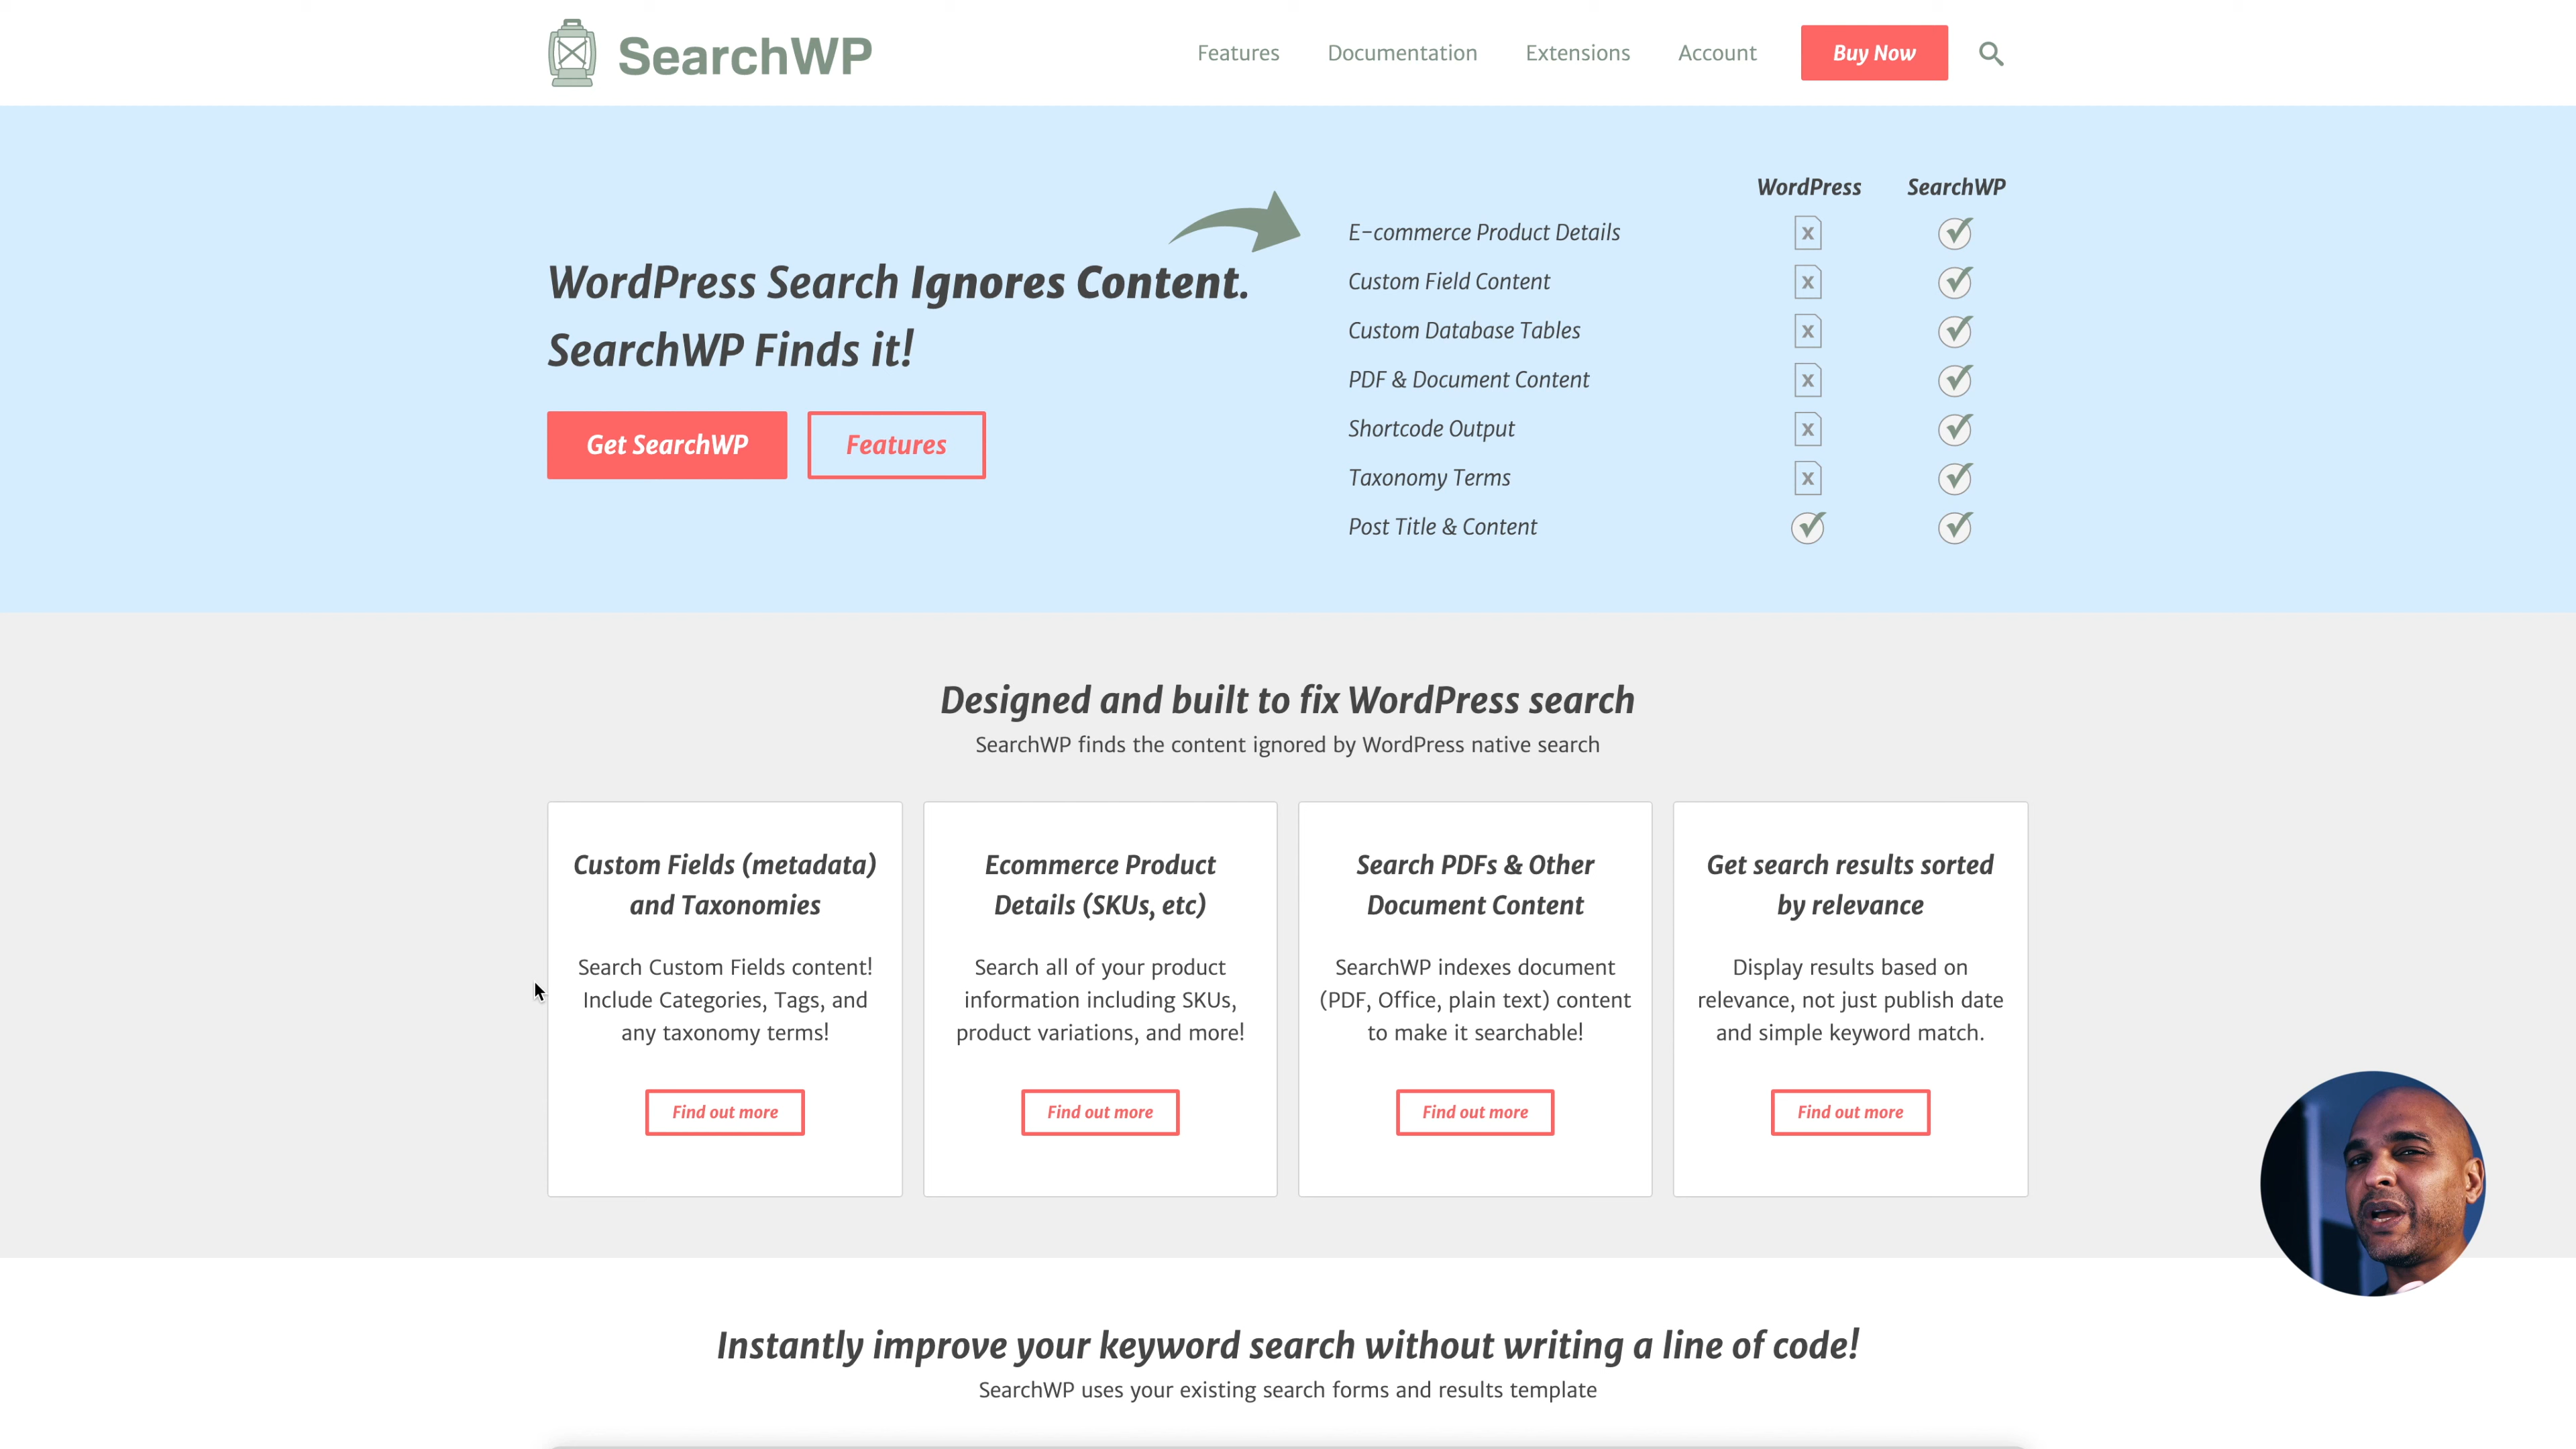 SearchWP
Features
Documentation
Extensions
Account
Buy Now
WordPress Search Ignores Content.
SearchWP Finds it!
Get SearchWP
Features
WordPress SearchWP
E-commerce Product Details
x
Custom Field Content
x
Custom Database Tables
x
PDF & Document Content
x
Shortcode Output
x
Taxonomy Terms
x
Post Title & Content
Designed and built to fix WordPress search
SearchWP finds the content ignored by WordPress native search
Custom Fields (metadata)
and Taxonomies
Search Custom Fields content!
Include Categories, Tags, and
any taxonomy terms!
Find out more
Ecommerce Product
Details (SKUs, etc)
Search all of your product
information including SKUs,
product variations, and more!
Find out more
Search PDFs & Other
Document Content
SearchWP indexes document
(PDF, Office, plain text) content
to make it searchable!
Find out more
Get search results sorted
by relevance
Display results based on
relevance, not just publish date
and simple keyword match.
Find out more
Instantly improve your keyword search without writing a line of code!
SearchWP uses your existing search forms and results template